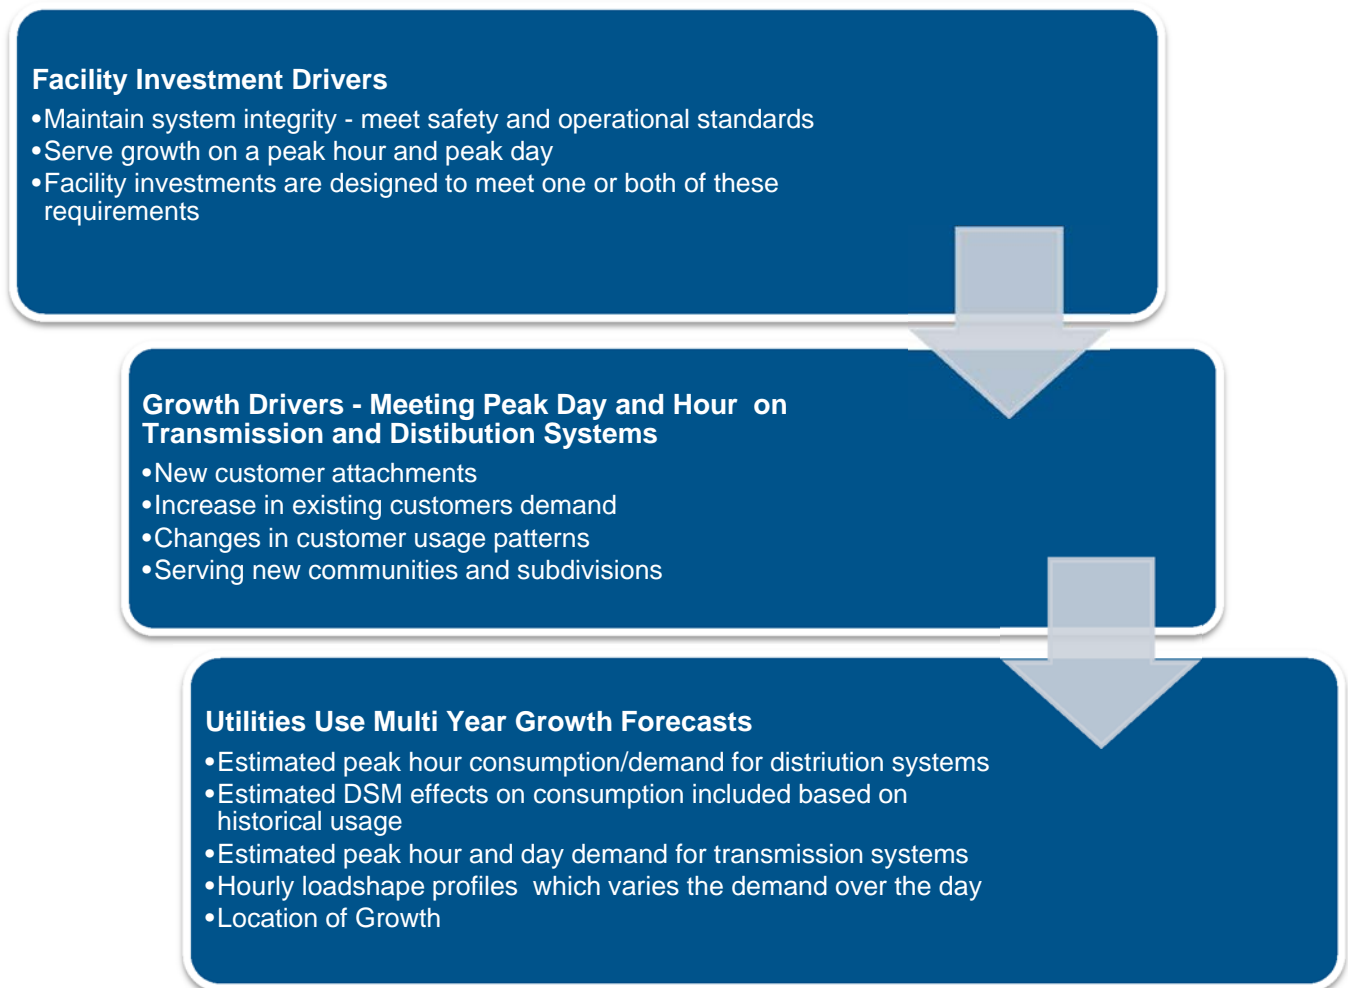 Facility Investment Drivers
•Maintain system integrity - meet safety and operational standards
•Serve growth on a peak hour and peak day
•Facility investments are designed to meet one or both of these
requirements
Growth Drivers - Meeting Peak Day and Hour  on
Transmission and Distibution Systems
•New customer attachments
•Increase in existing customers demand
•Changes in customer usage patterns
•Serving new communities and subdivisions
Utilities Use Multi Year Growth Forecasts
•Estimated peak hour consumption/demand for distriution systems
•Estimated DSM effects on consumption included based on
historical usage
•Estimated peak hour and day demand for transmission systems
•Hourly loadshape profiles  which varies the demand over the day
•Location of Growth